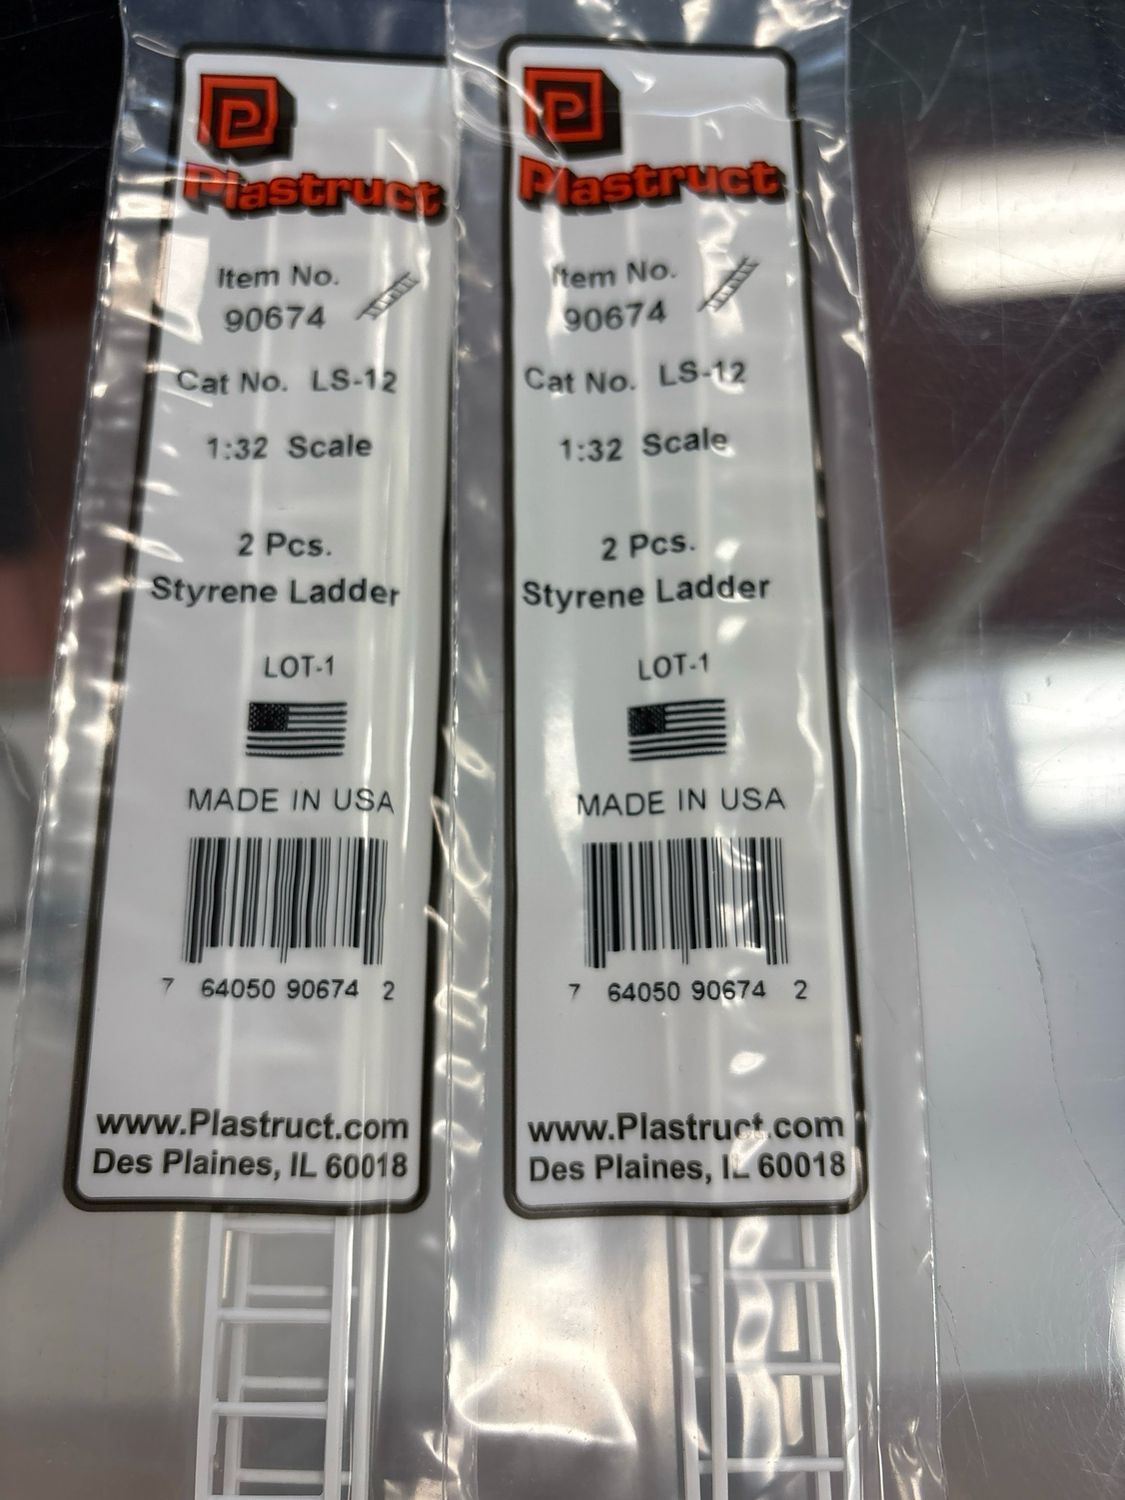 Plastruct
Item No.
90674
Cat No. LS-12
1:32 Scale
2 Pcs.
Styrene Ladder
LOT-1
MADE IN USA
7 64050 90674 2
www.Plastruct.com
Des Plaines, IL 60018
Plastruct
Item No.
90674
Cat No. LS-12
1:32 Scale
2 Pcs.
Styrene Ladder
LOT-1
MADE IN USA
7 64050 90674 2
www.Plastruct.com
Des Plaines, IL 60018